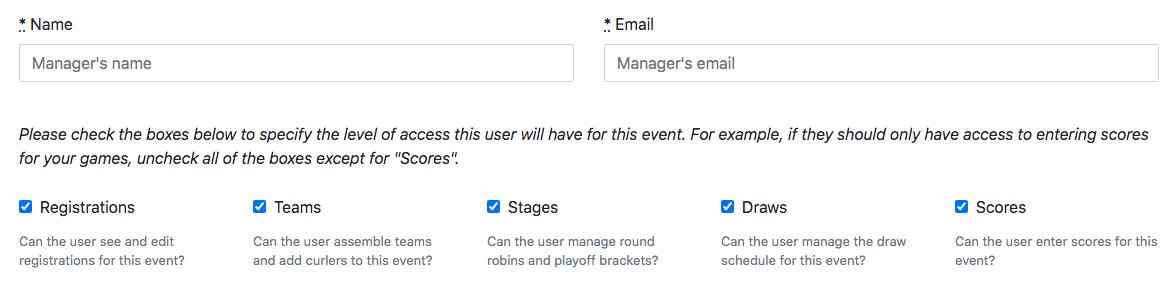 * Name
* Email
Manager's name
Manager's email
Please check the boxes below to specify the level of access this user will have for this event. For example, if they should only have access to entering scores
for your games, uncheck all of the boxes except for "Scores".
Registrations
Can the user see and edit
registrations for this event?
Teams
Can the user assemble teams
and add curlers to this event?
Stages
Can the user manage round
robins and playoff brackets?
Draws
Can the user manage the draw
schedule for this event?
Scores
Can the user enter scores for this
event?